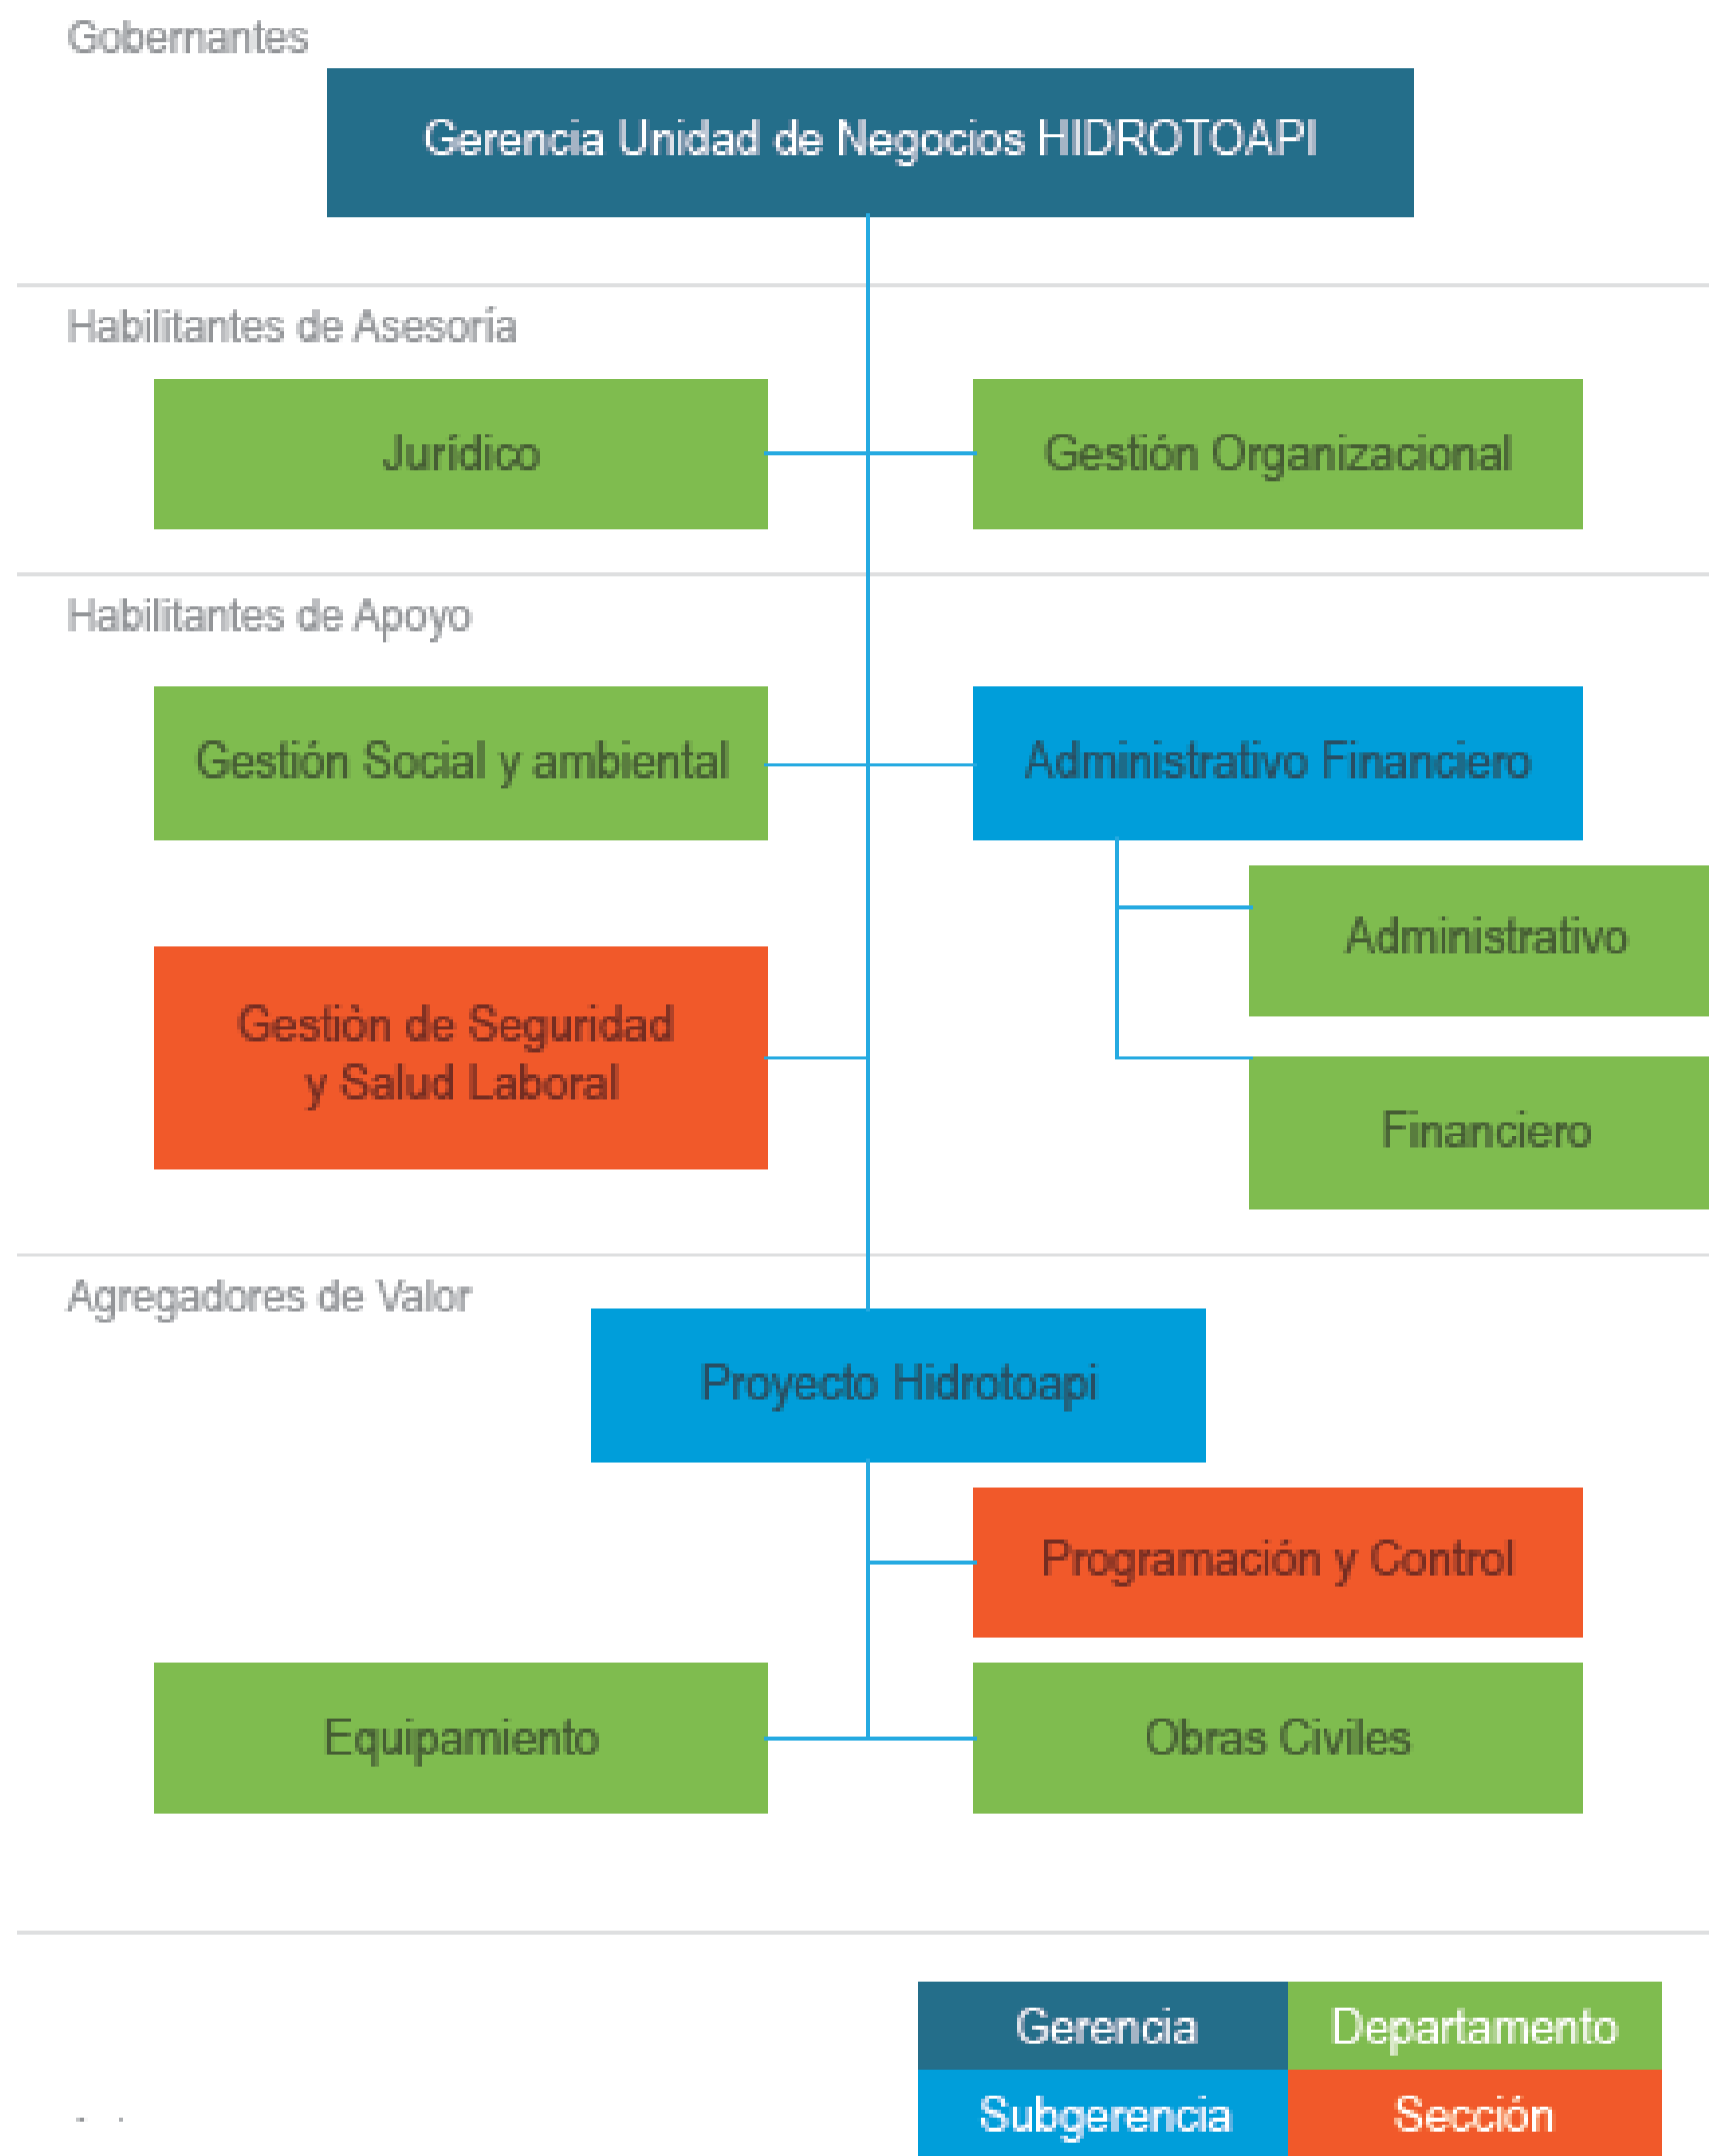 Gobernantes
Gerencia Unidad de Negocios HIDROTOAPI
Habilitantes de Asesoría
Jurídico
Gestión Organizacional
Habilitantes de Apoyo
Gestión Social y ambiental
Administrativo Financiero
Administrativo
Gestión de Seguridad
y Salud Laboral
Financiero
Agregadores de Valor
Proyecto Hidrotoapi
Programación y Control
Equipamiento
Obras Civiles
Gerencia
Departamento
Subgerencia
Sección